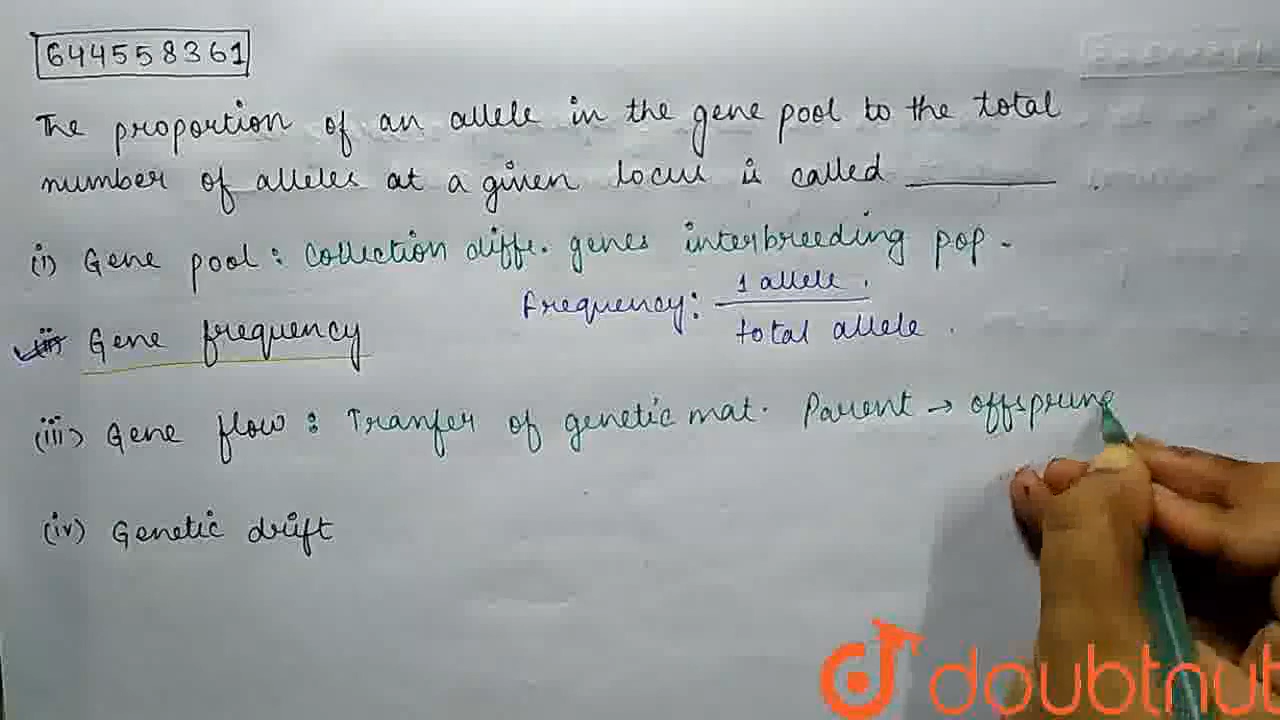 644558361
The proportion of an allele in the gene pool to the total
number of alleles at a given locus is called ________ .
(i) Gene pool : Collection diffe. genes interbreeding pop.
Frequency: 1 allele .
total allele .
(ii) Gene frequency
(iii) Gene flow : Tranfer of genetic mat. Parent → offspring
(iv) Genetic drift
doubtnut